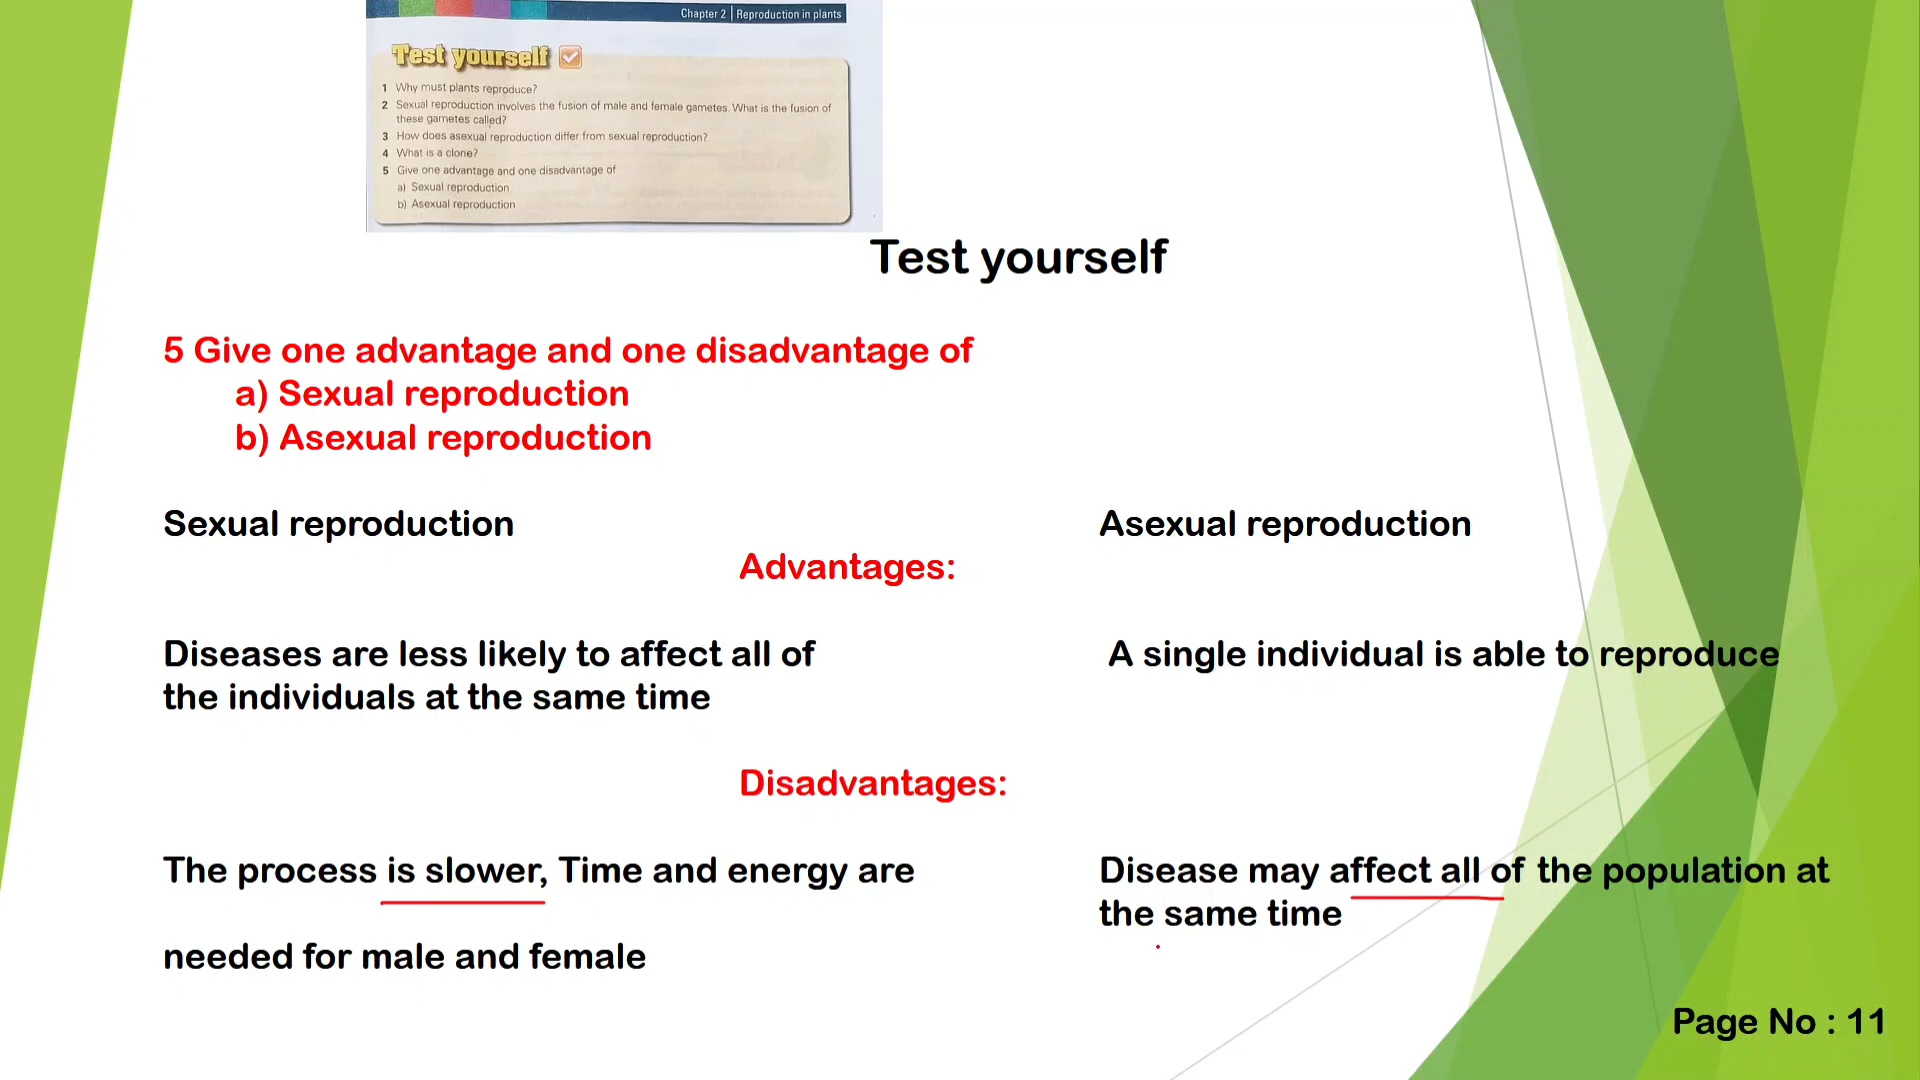 Chapter 2 | Reproduction in plants
Test yourself
1 Why must plants reproduce?
2 Sexual reproduction involves the fusion of male and female gametes. What is the fusion of
these gametes called?
3 How does asexual reproduction differ from sexual reproduction?
4 What is a clone?
5 Give one advantage and one disadvantage of
a) Sexual reproduction
b) Asexual reproduction
Test yourself
5 Give one advantage and one disadvantage of
a) Sexual reproduction
b) Asexual reproduction
Sexual reproduction Asexual reproduction
Advantages:
Diseases are less likely to affect all of A single individual is able to reproduce
the individuals at the same time
Disadvantages:
The process is slower, Time and energy are Disease may affect all of the population at
the same time
needed for male and female
Page No : 11